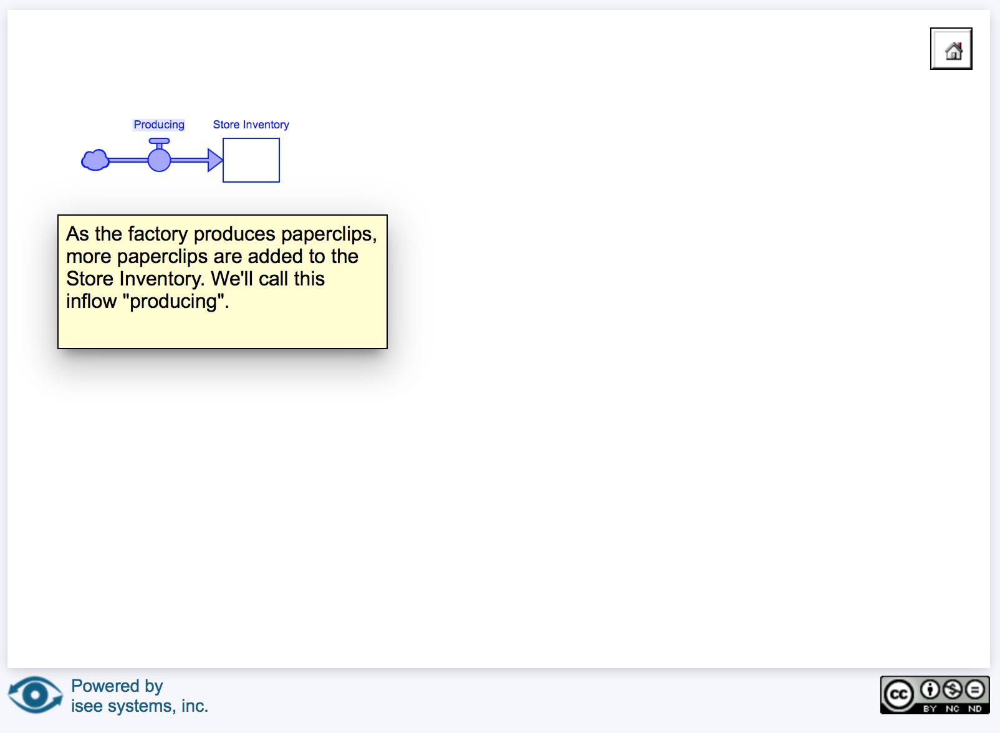 Producing
Store Inventory
As the factory produces paperclips,
more paperclips are added to the
Store Inventory. We'll call this
inflow "producing".
Powered by
isee systems, inc.
cc
BY NC ND